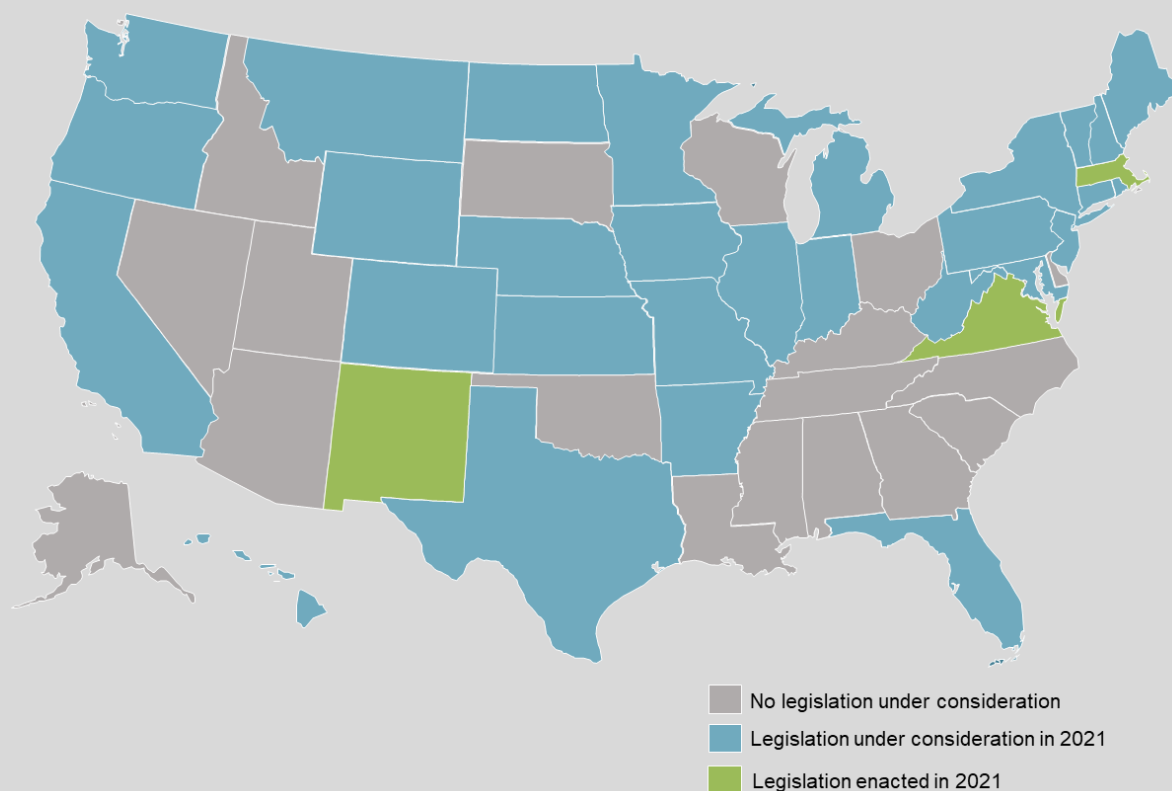 No legislation under consideration
Legislation under consideration in 2021
Legislation enacted in 2021